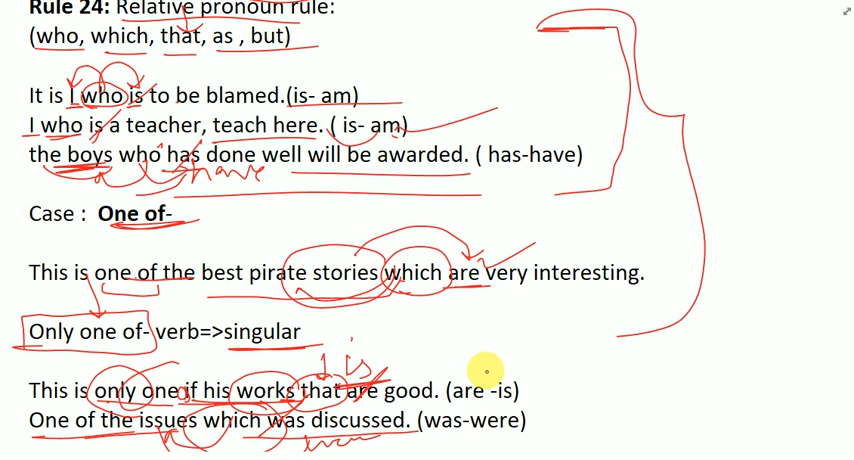 Rule 24: Relative pronoun rule:
(who, which, that, as , but)
It is I who is to be blamed.(is- am)
I who is a teacher, teach here. ( is- am)
the boys who has done well will be awarded. ( has-have)
have
Case : One of-
This is one of the best pirate stories which are very interesting.
Only one of- verb=>singular
is
This is only one if his works that are good. (are -is)
One of the issues which was discussed. (was-were)